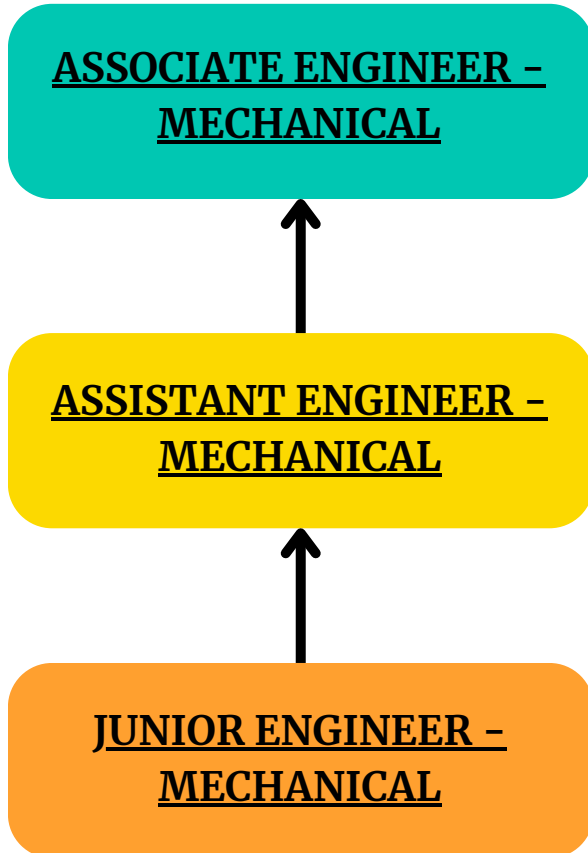 ASSOCIATE ENGINEER –
MECHANICAL
ASSISTANT ENGINEER –
MECHANICAL
JUNIOR ENGINEER –
MECHANICAL